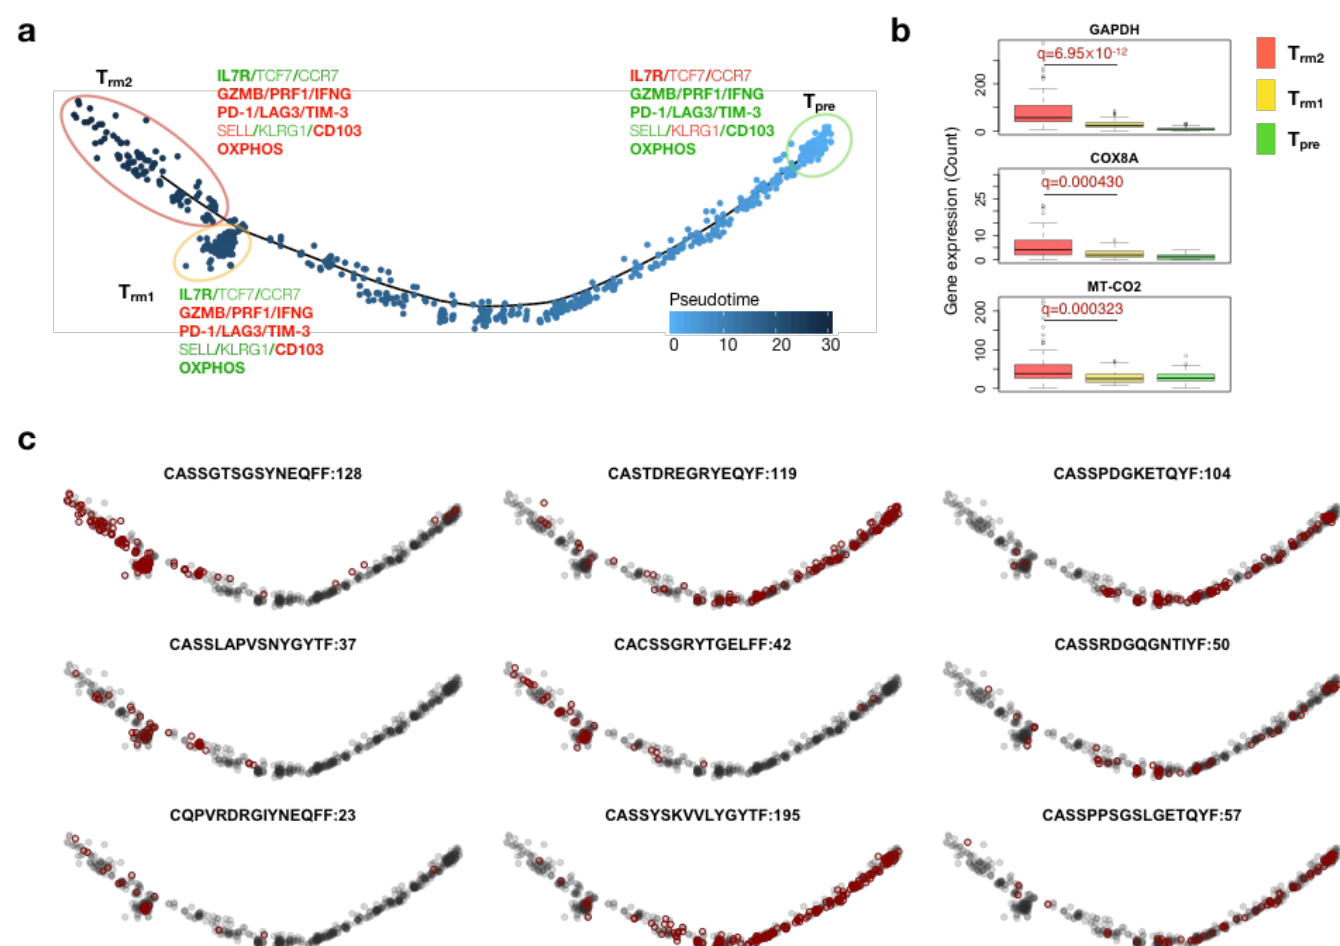 a
Trm2
IL7R/TCF7/CCR7
GZMB/PRF1/IFNG
PD-1/LAG3/TIM-3
SELL/KLRG1/CD103
OXPHOS
IL7R/TCF7/CCR7
GZMB/PRF1/IFNG
PD-1/LAG3/TIM-3
SELL/KLRG1/CD103
OXPHOS
Tpre
Trm1
IL7R/TCF7/CCR7
GZMB/PRF1/IFNG
PD-1/LAG3/TIM-3
SELL/KLRG1/CD103
OXPHOS
Pseudotime
0 10 20 30
b
Gene expression (Count)
GAPDH
q=6.95×10-12
200
0
COX8A
q=0.000430
25
10
0
MT-CO2
q=0.000323
200
100
0
Trm2
Trm1
Tpre
c
CASSGTSGSYNEQFF:128
CASTDREGRYEQYF:119
CASSPDGKETQYF:104
CASSLAPVSNYGYTF:37
CACSSGRYTGELFF:42
CASSRDGQGNTIYF:50
CQPVRDRGIYNEQFF:23
CASSYSKVVLYGYTF:195
CASSPPSGSLGETQYF:57